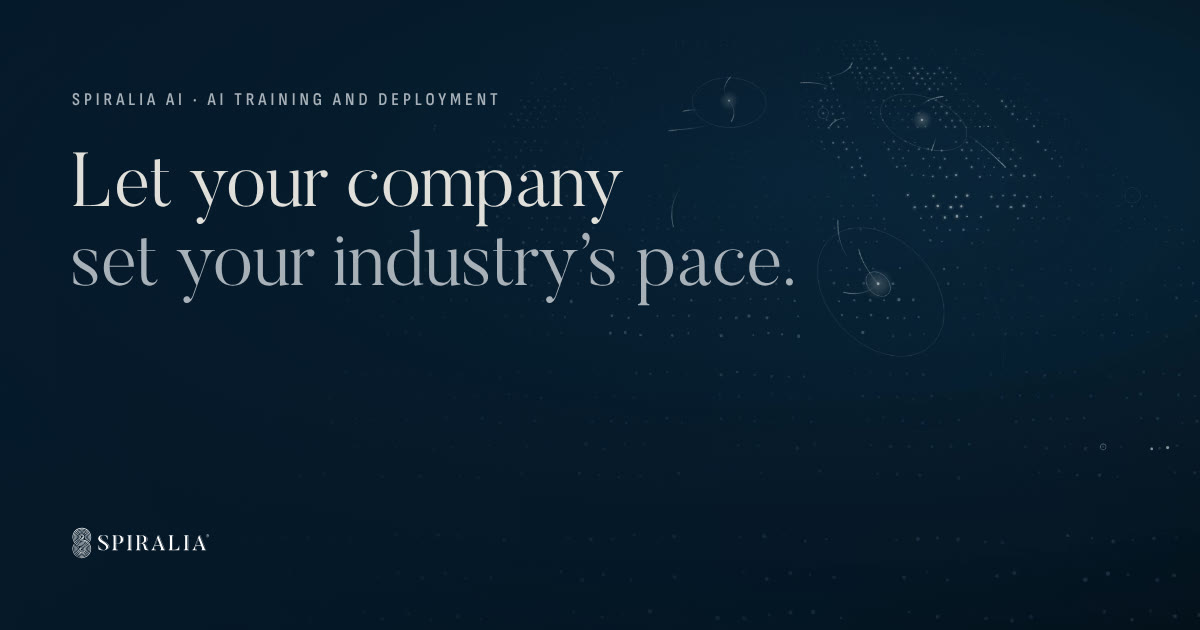 SPIRALIA AI · AI TRAINING AND DEPLOYMENT
Let your company
set your industry’s pace.
SPIRALIA